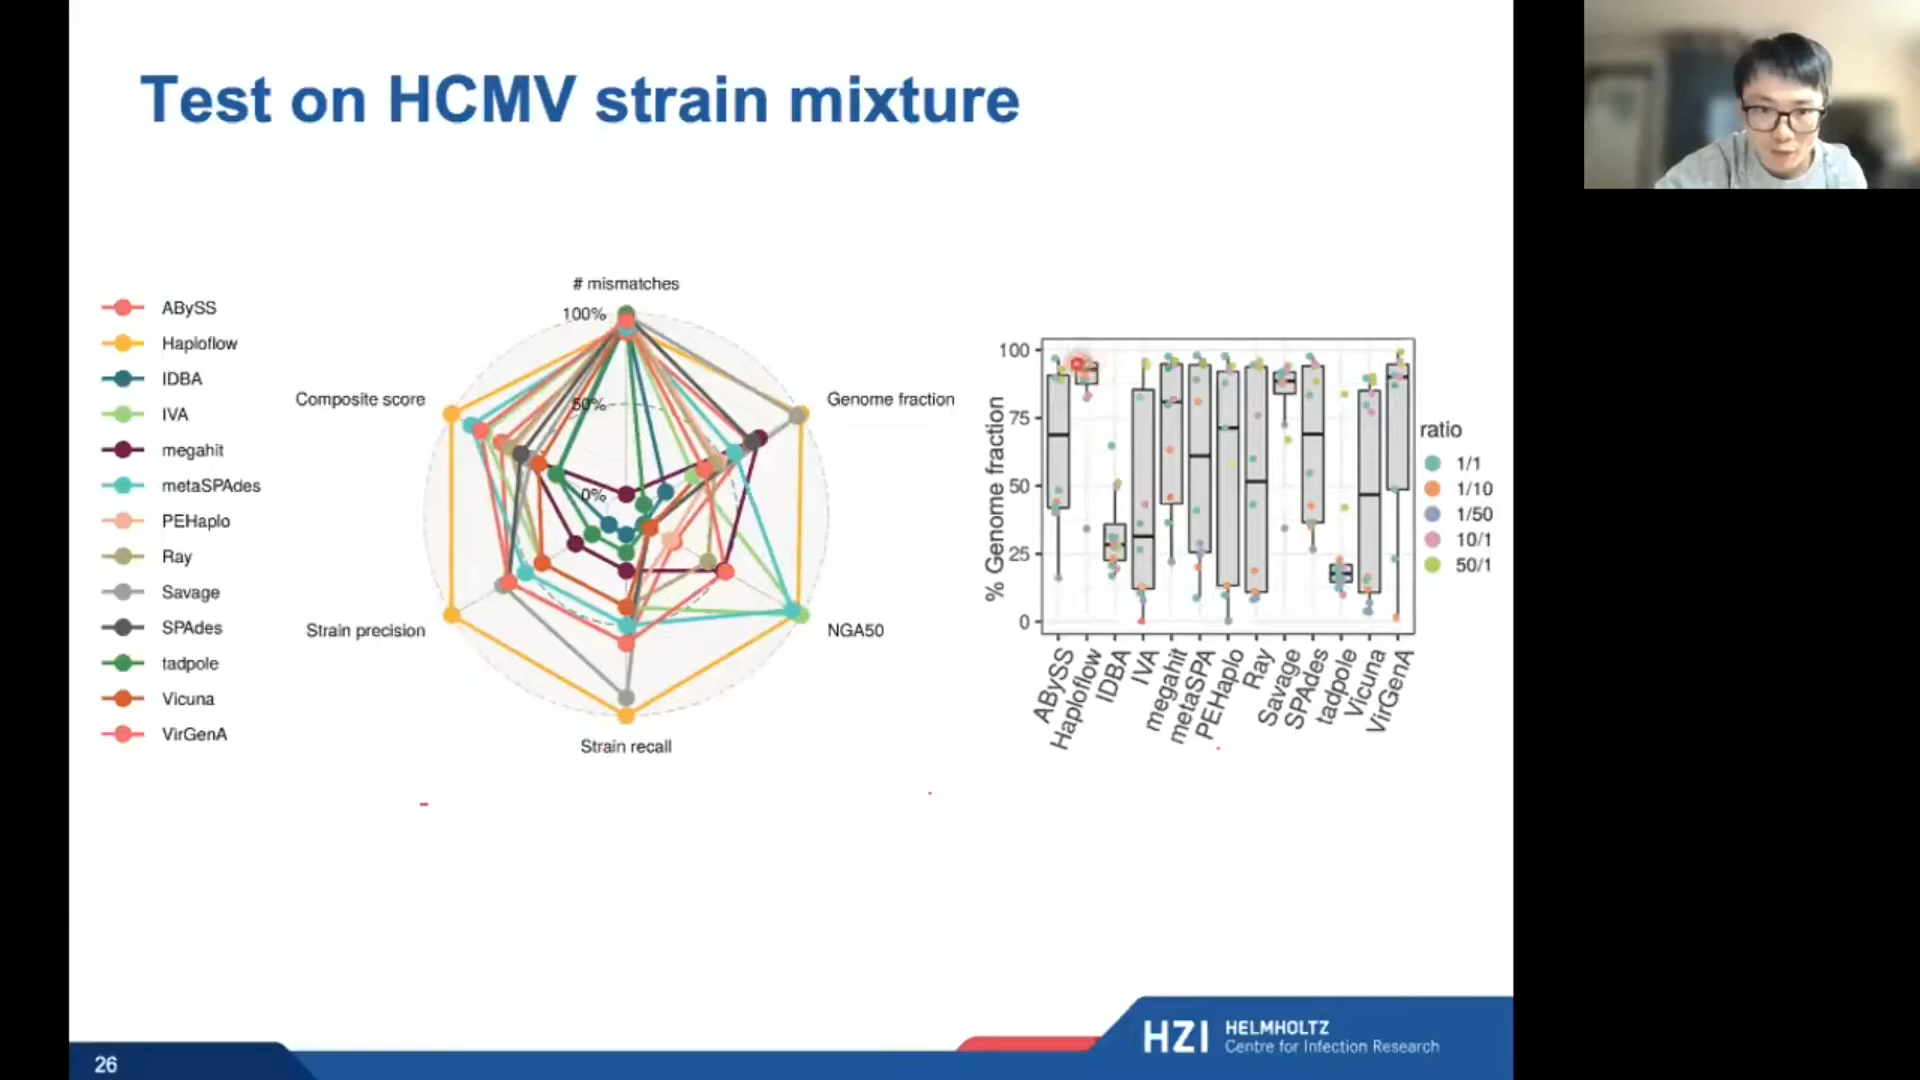 Test on HCMV strain mixture
ABySS
Haploflow
IDBA
IVA
megahit
metaSPAdes
PEHaplo
Ray
Savage
SPAdes
tadpole
Vicuna
VirGenA
# mismatches
100%
50%
0%
Composite score
Genome fraction
Strain precision
NGA50
Strain recall
% Genome fraction
100
75
50
25
0
ABySS
Haploflow
IDBA
IVA
megahit
metaSPA
PEHaplo
Ray
Savage
SPAdes
tadpole
Vicuna
VirGenA
ratio
1/1
1/10
1/50
10/1
50/1
26
HZI HELMHOLTZ
Centre for Infection Research